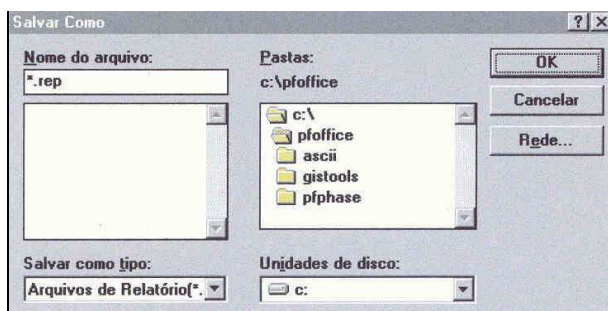 Salvar Como
Nome do arquivo:
*.rep
Pastas:
c:\pfoffice
c:\
pfoffice
ascii
gistools
pfphase
OK
Cancelar
Rede...
Salvar como tipo:
Arquivos de Relatório(*.
Unidades de disco:
c: